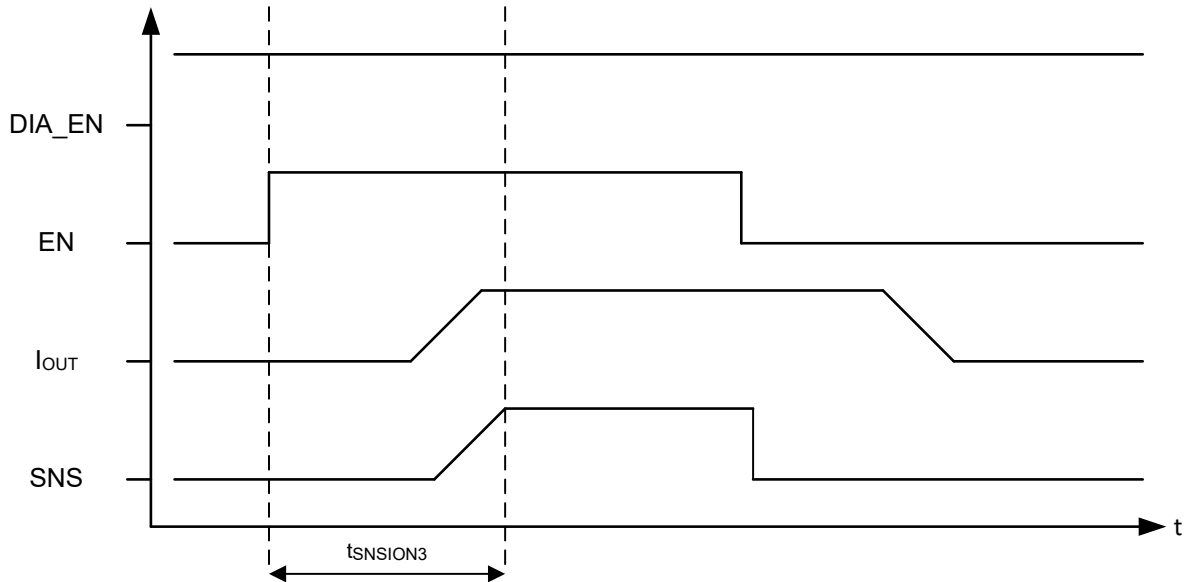 DIA_EN
EN
IOUT
SNS
t
tSNSION3